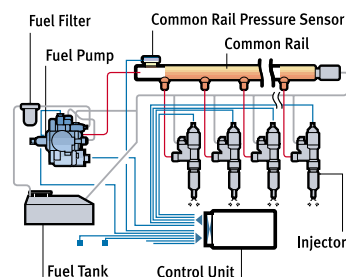 Fuel Filter
Common Rail Pressure Sensor
Fuel Pump
Common Rail
Injector
Fuel Tank
Control Unit